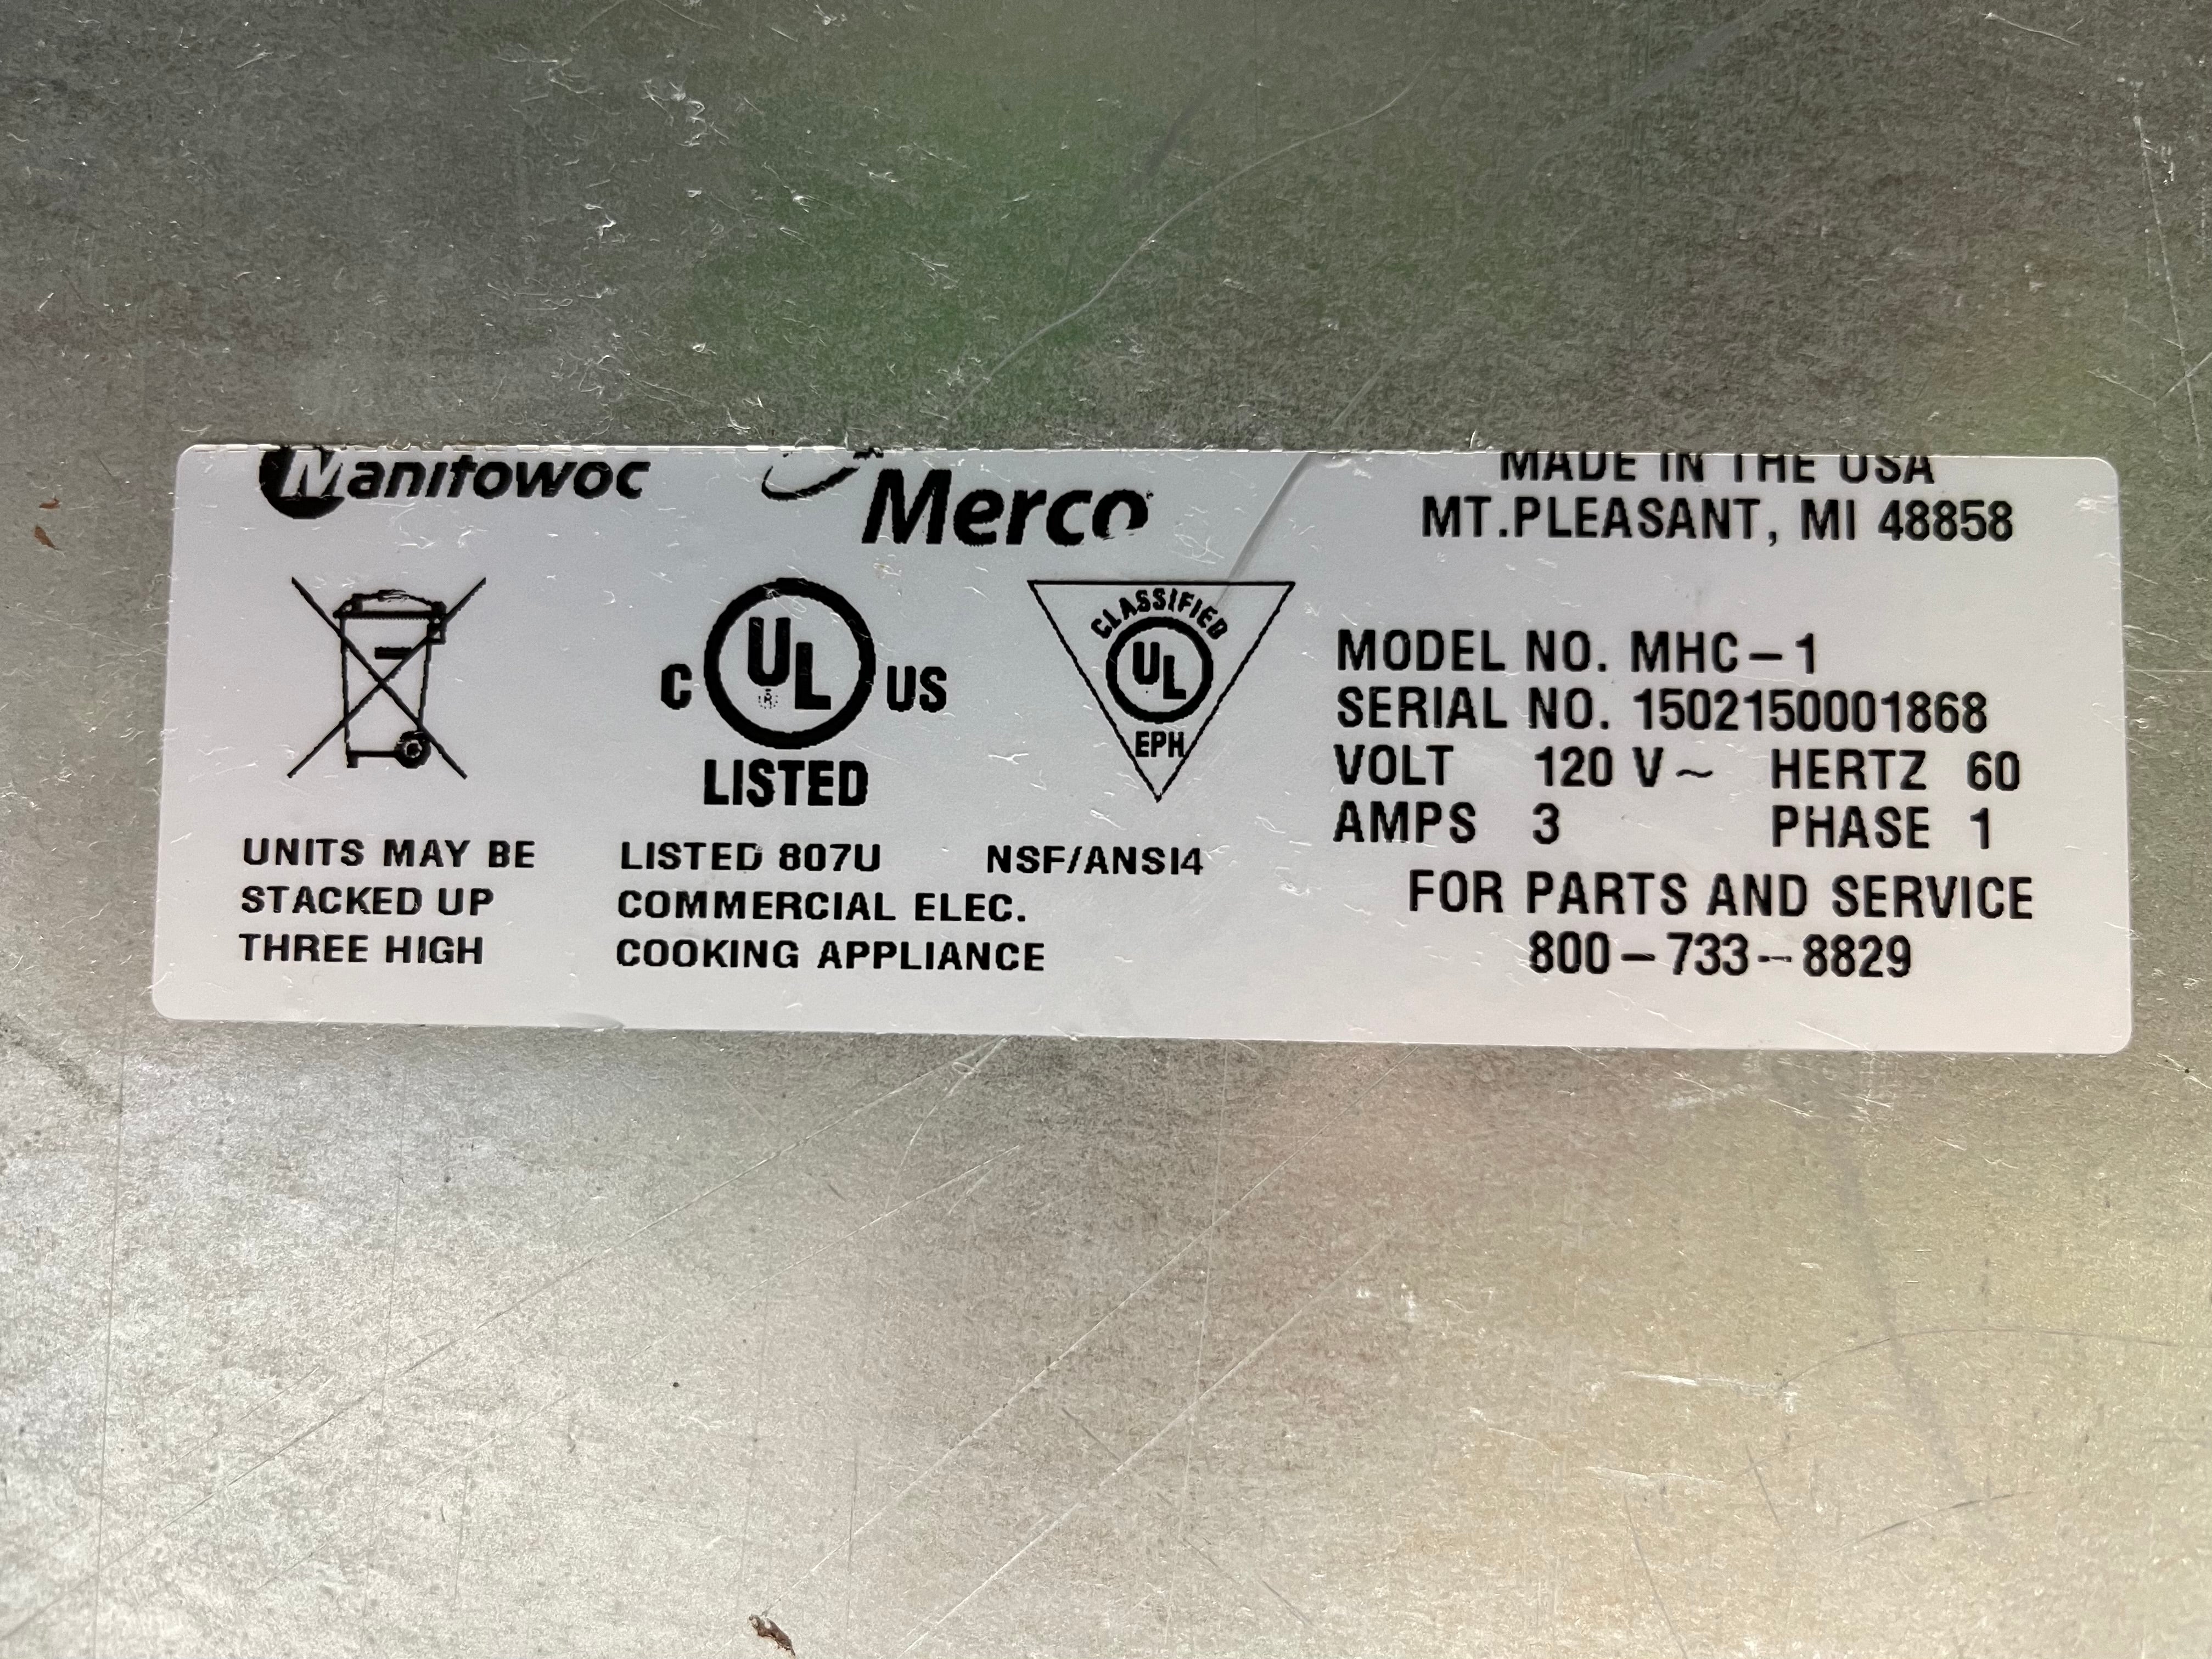 Manitowoc
Merco
MADE IN THE USA
MT.PLEASANT, MI 48858
C UL US
®
LISTED
CLASSIFIED
UL
EPH
MODEL NO. MHC-1
SERIAL NO. 1502150001868
VOLT 120 V~ HERTZ 60
AMPS 3 PHASE 1
FOR PARTS AND SERVICE
800-733-8829
UNITS MAY BE
STACKED UP
THREE HIGH
LISTED 807U NSF/ANSI4
COMMERCIAL ELEC.
COOKING APPLIANCE